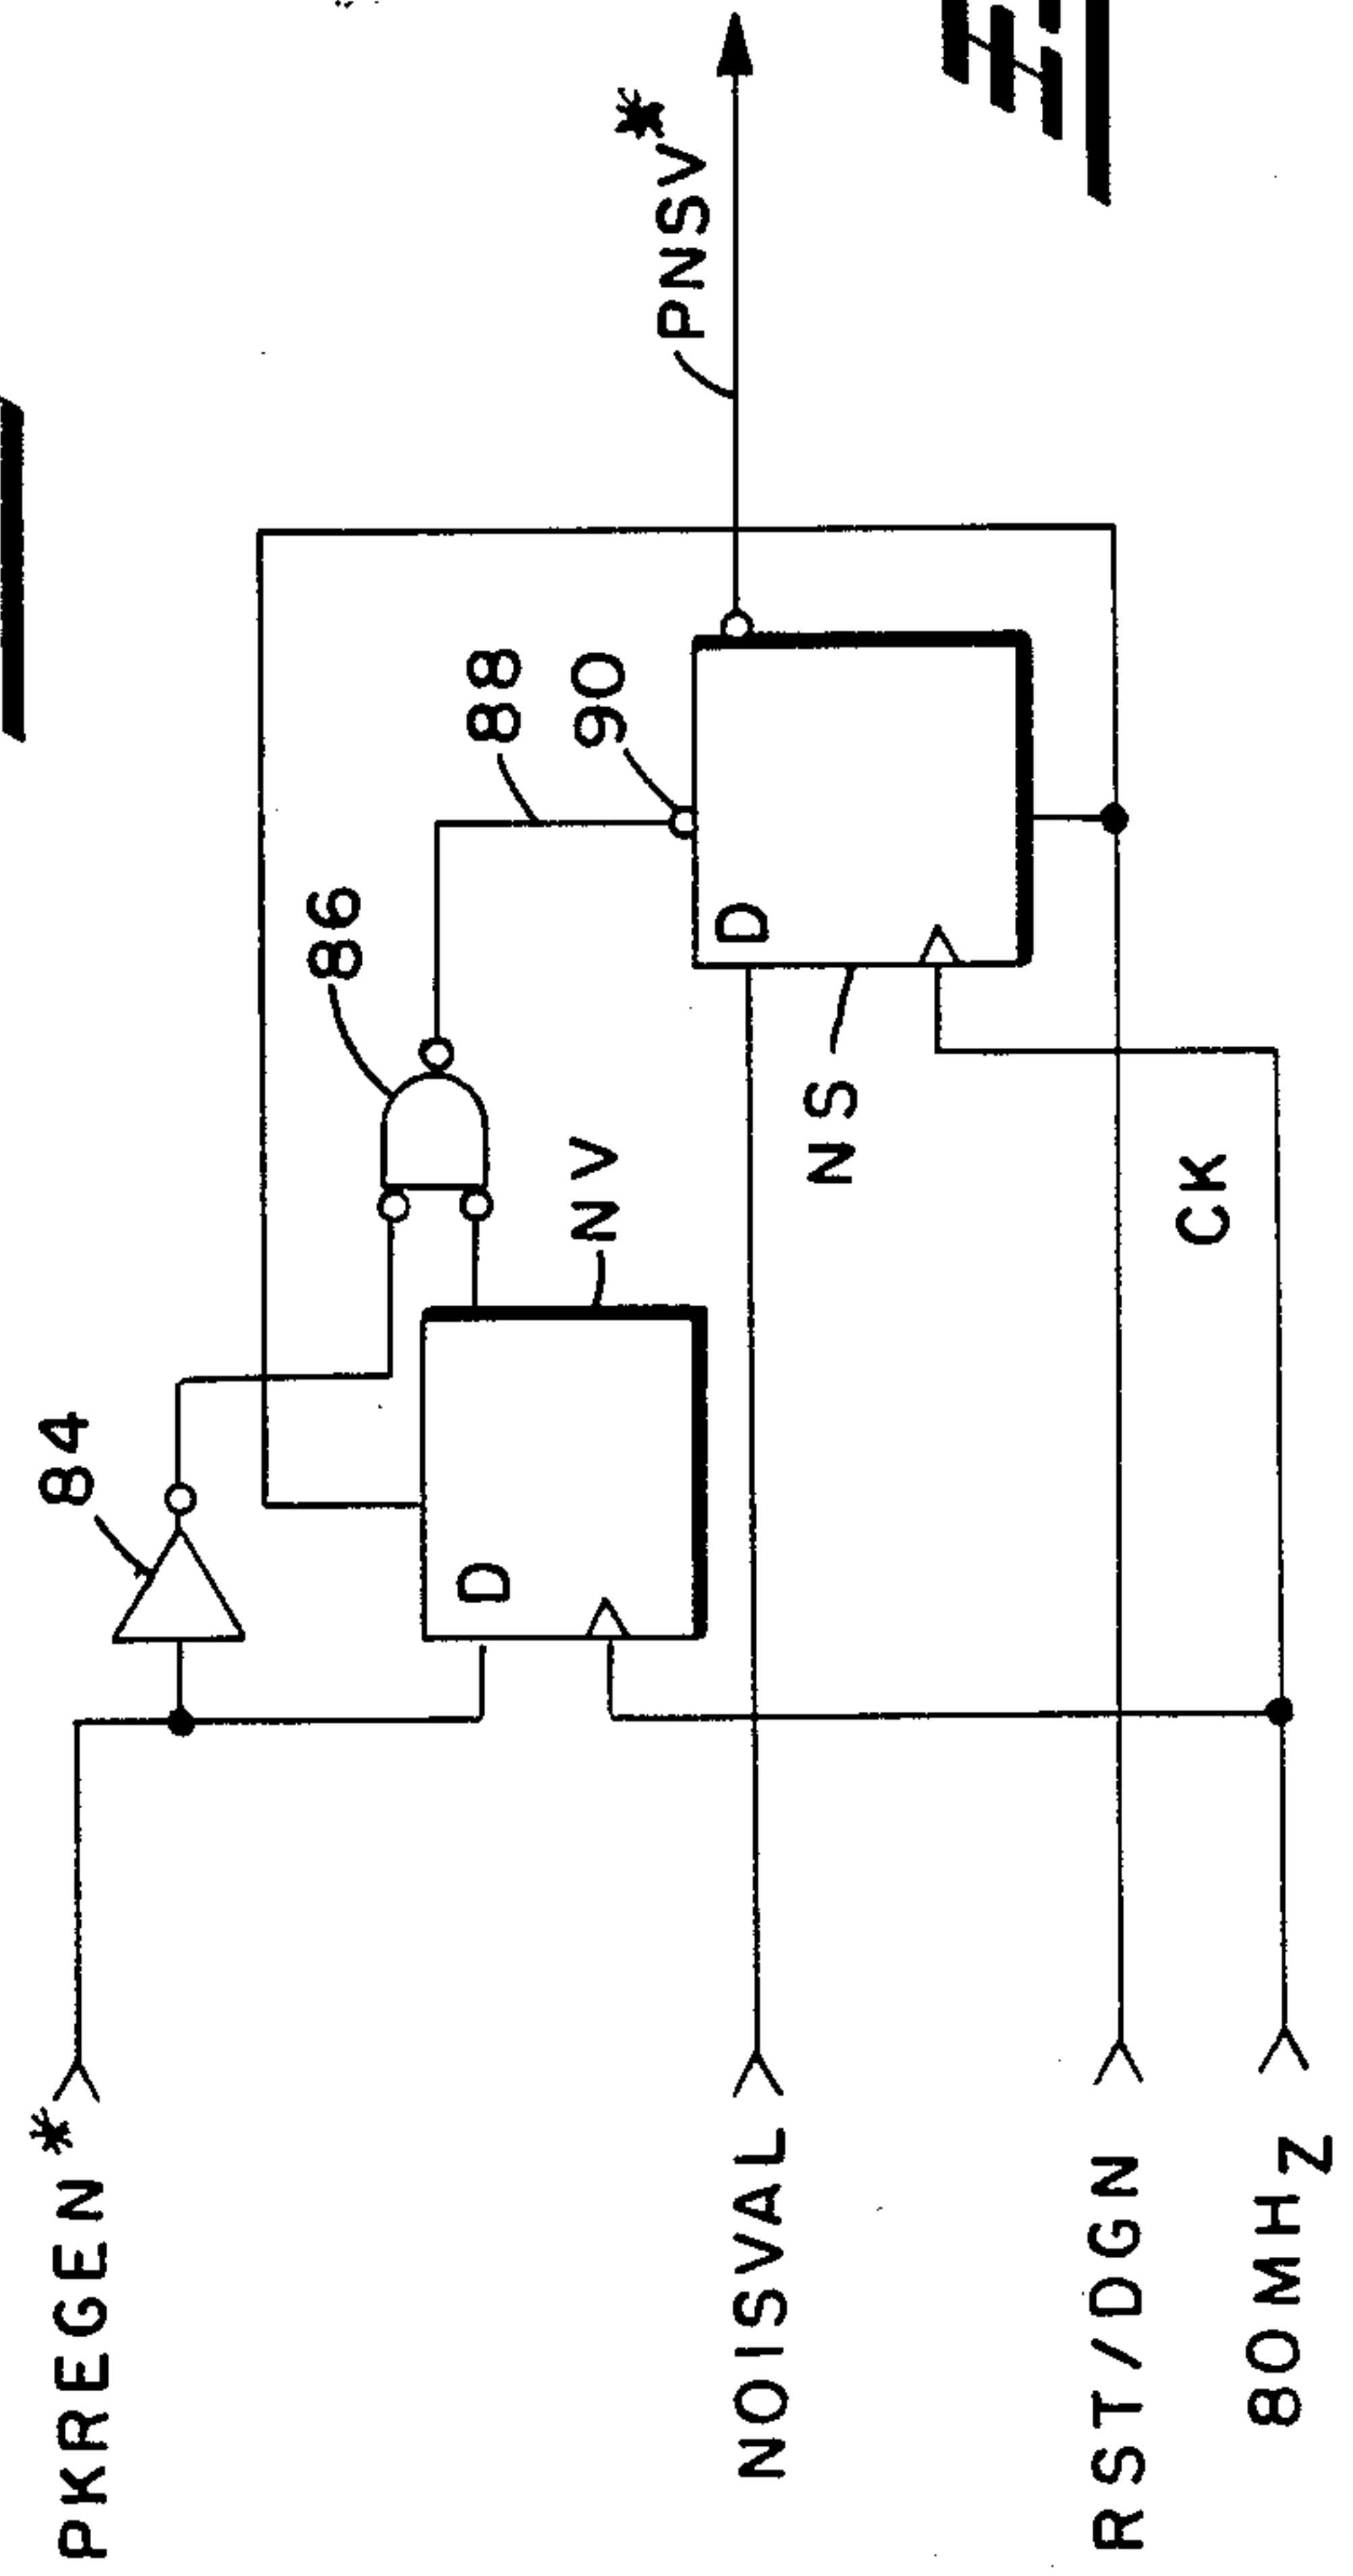 PKREGEN*
84
86
88
90
PNSV*
D
NV
D
NOISVAL
NS
RST/DGN
CK
80MHZ